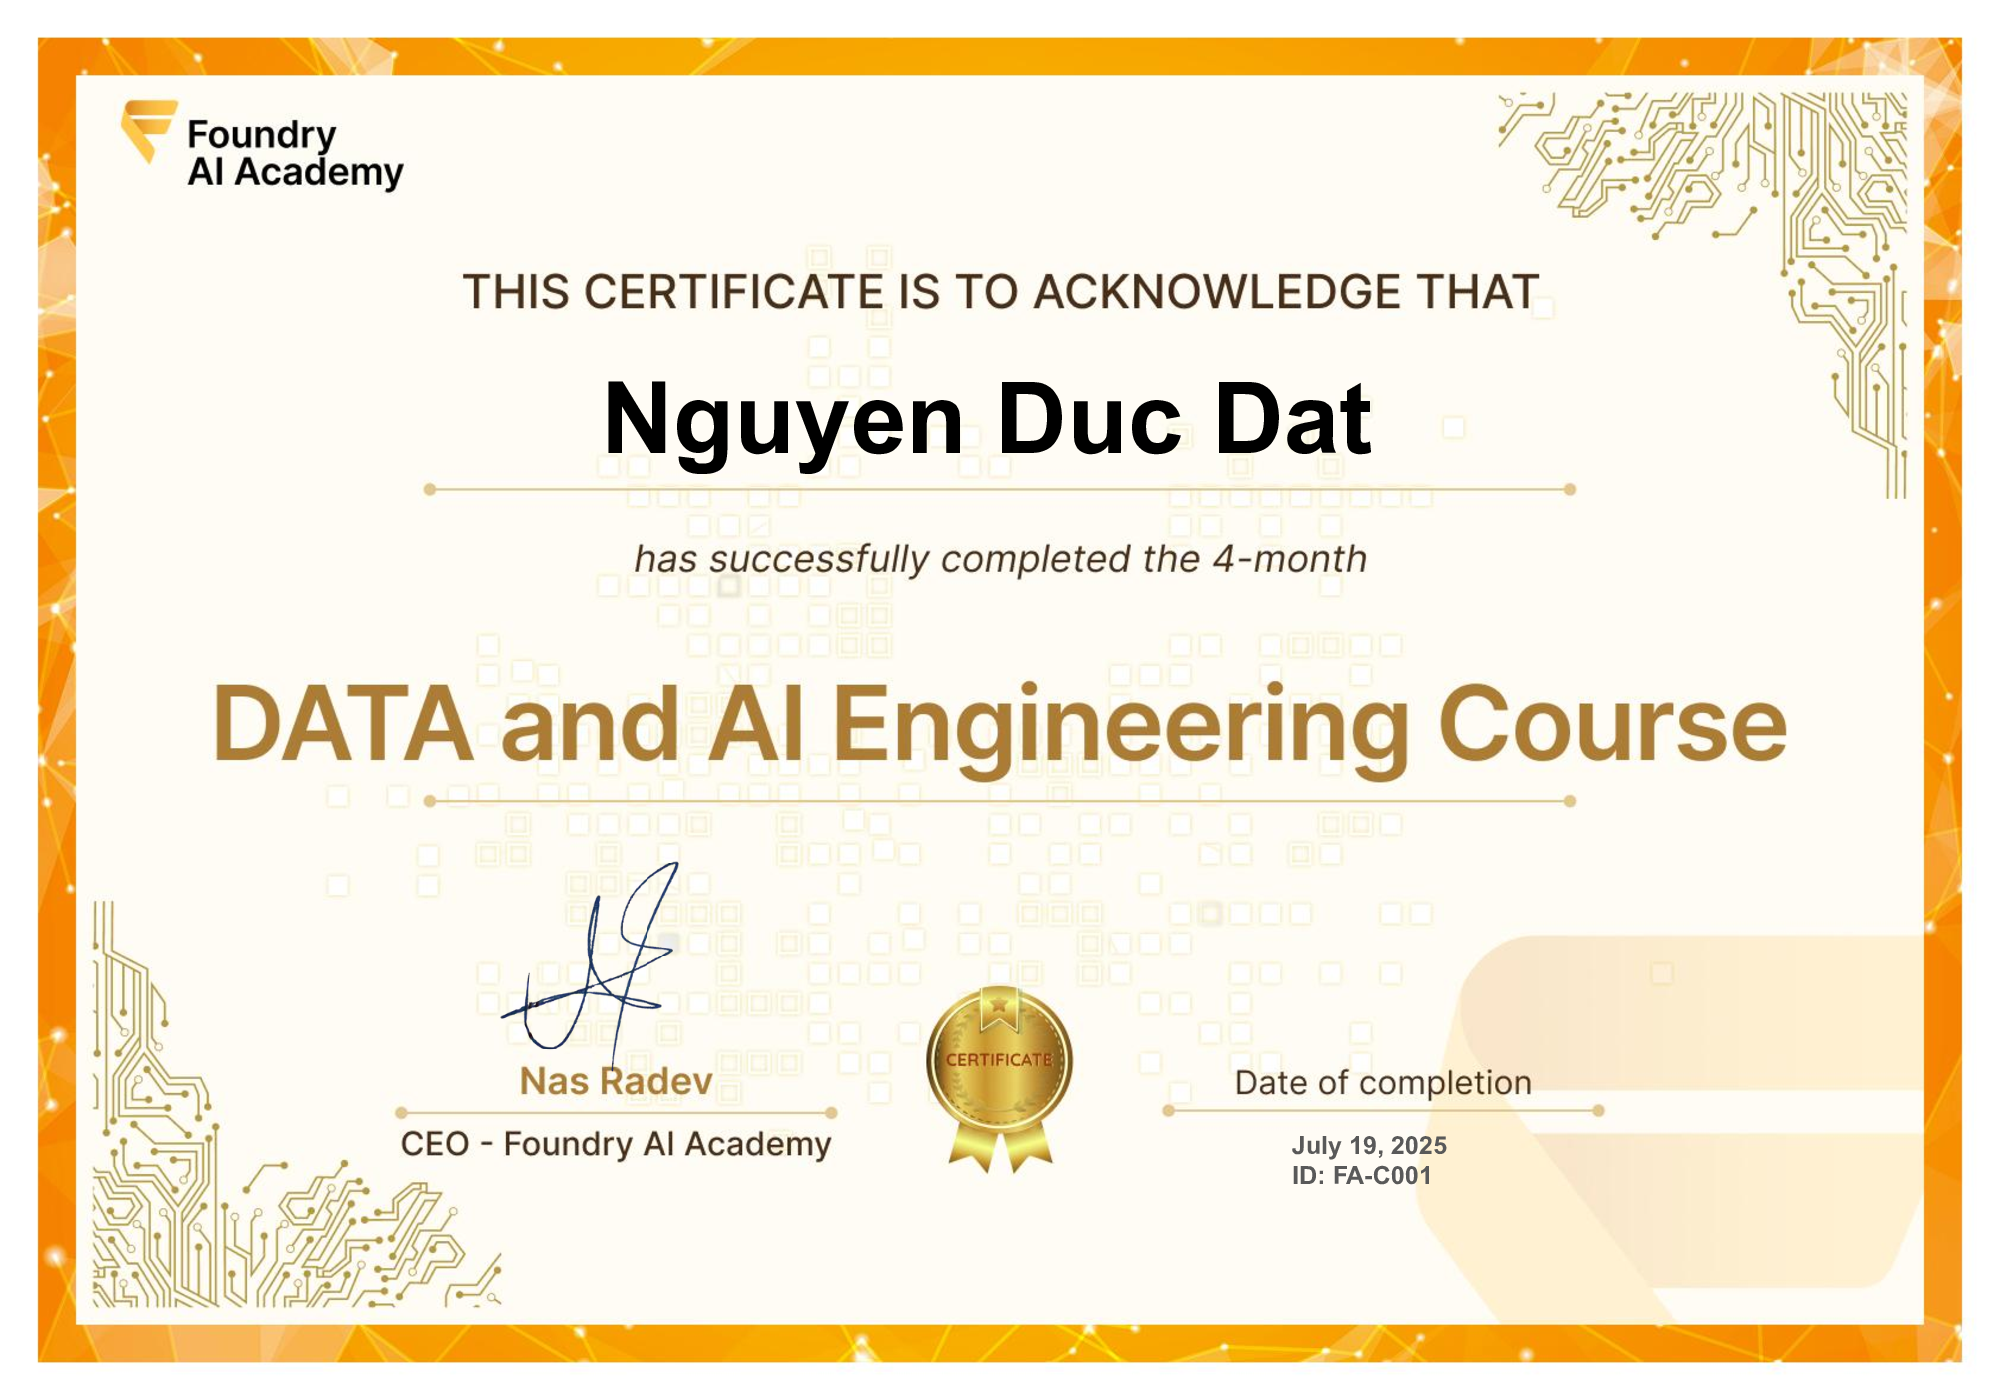 Foundry
AI Academy
THIS CERTIFICATE IS TO ACKNOWLEDGE THAT
Nguyen Duc Dat
has successfully completed the 4-month
DATA and AI Engineering Course
CERTIFICATE
Nas Radev
CEO - Foundry AI Academy
Date of completion
July 19, 2025
ID: FA-C001